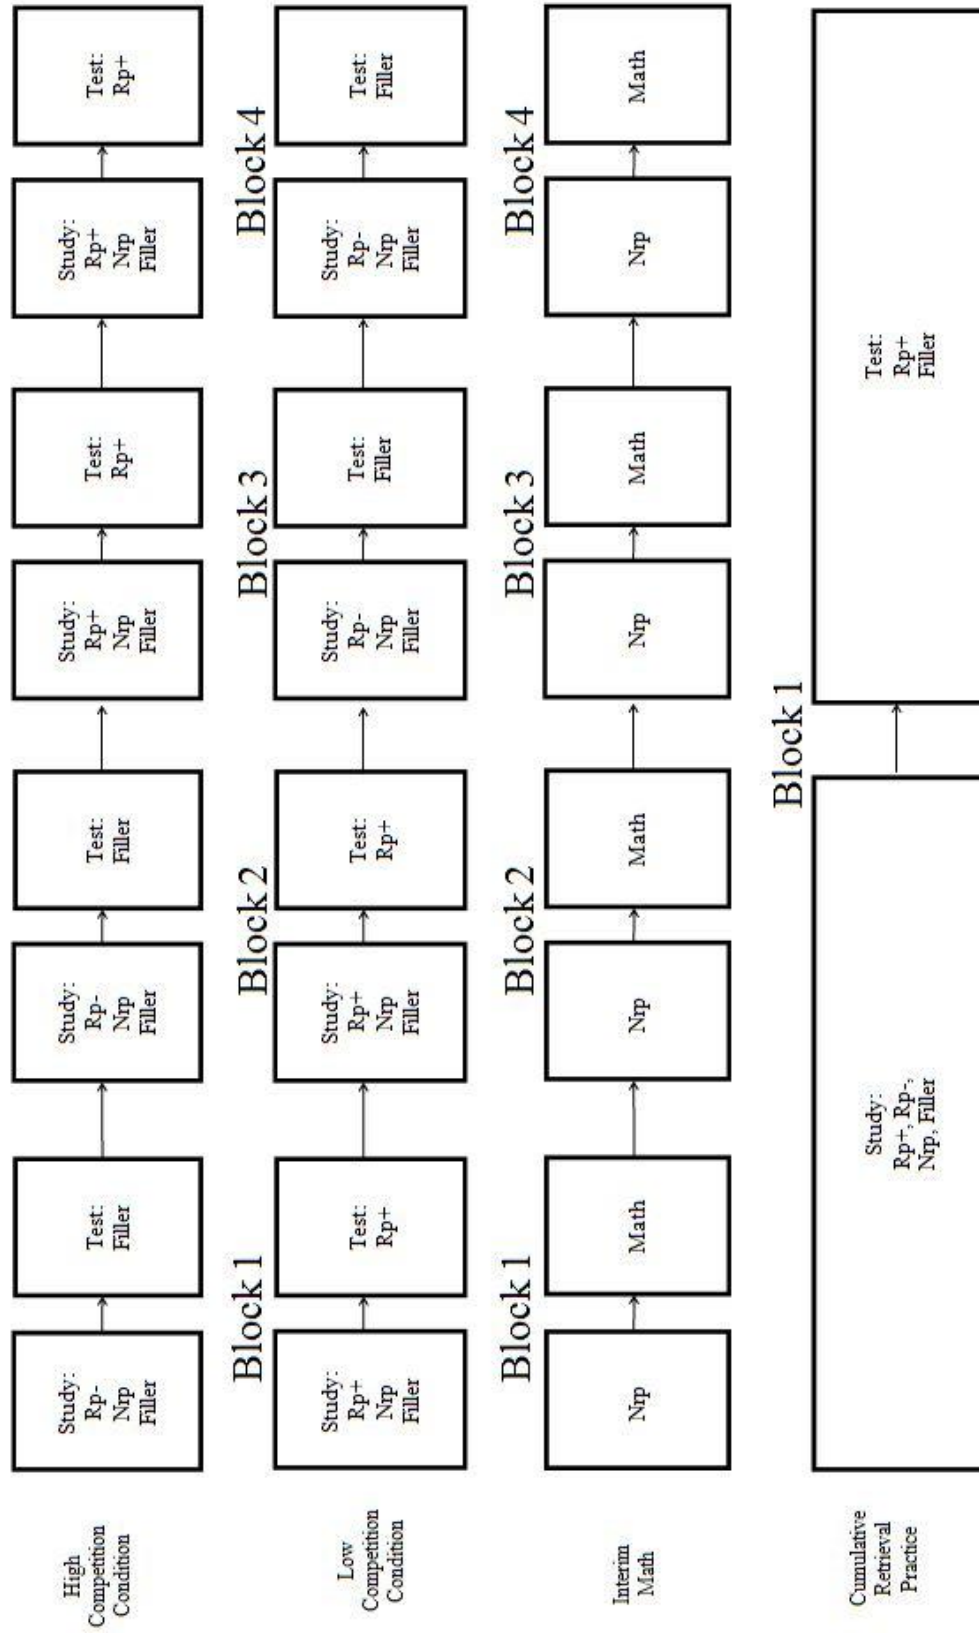 High
Competition
Condition
Study:
Rp-
Nrp
Filler
Test:
Filler
Study:
Rp-
Nrp
Filler
Test:
Filler
Study:
Rp+
Nrp
Filler
Test:
Rp+
Study:
Rp+
Nrp
Filler
Test:
Rp+
Block 1
Block 2
Block 3
Block 4
Low
Competition
Condition
Study:
Rp+
Nrp
Filler
Test:
Rp+
Study:
Rp+
Nrp
Filler
Test:
Rp+
Study:
Rp-
Nrp
Filler
Test:
Filler
Study:
Rp-
Nrp
Filler
Test:
Filler
Block 1
Block 2
Block 3
Block 4
Interim
Math
Nrp
Math
Nrp
Math
Nrp
Math
Nrp
Math
Block 1
Cumulative
Retrieval
Practice
Study:
Rp+, Rp-,
Nrp, Filler
Test:
Rp+
Filler